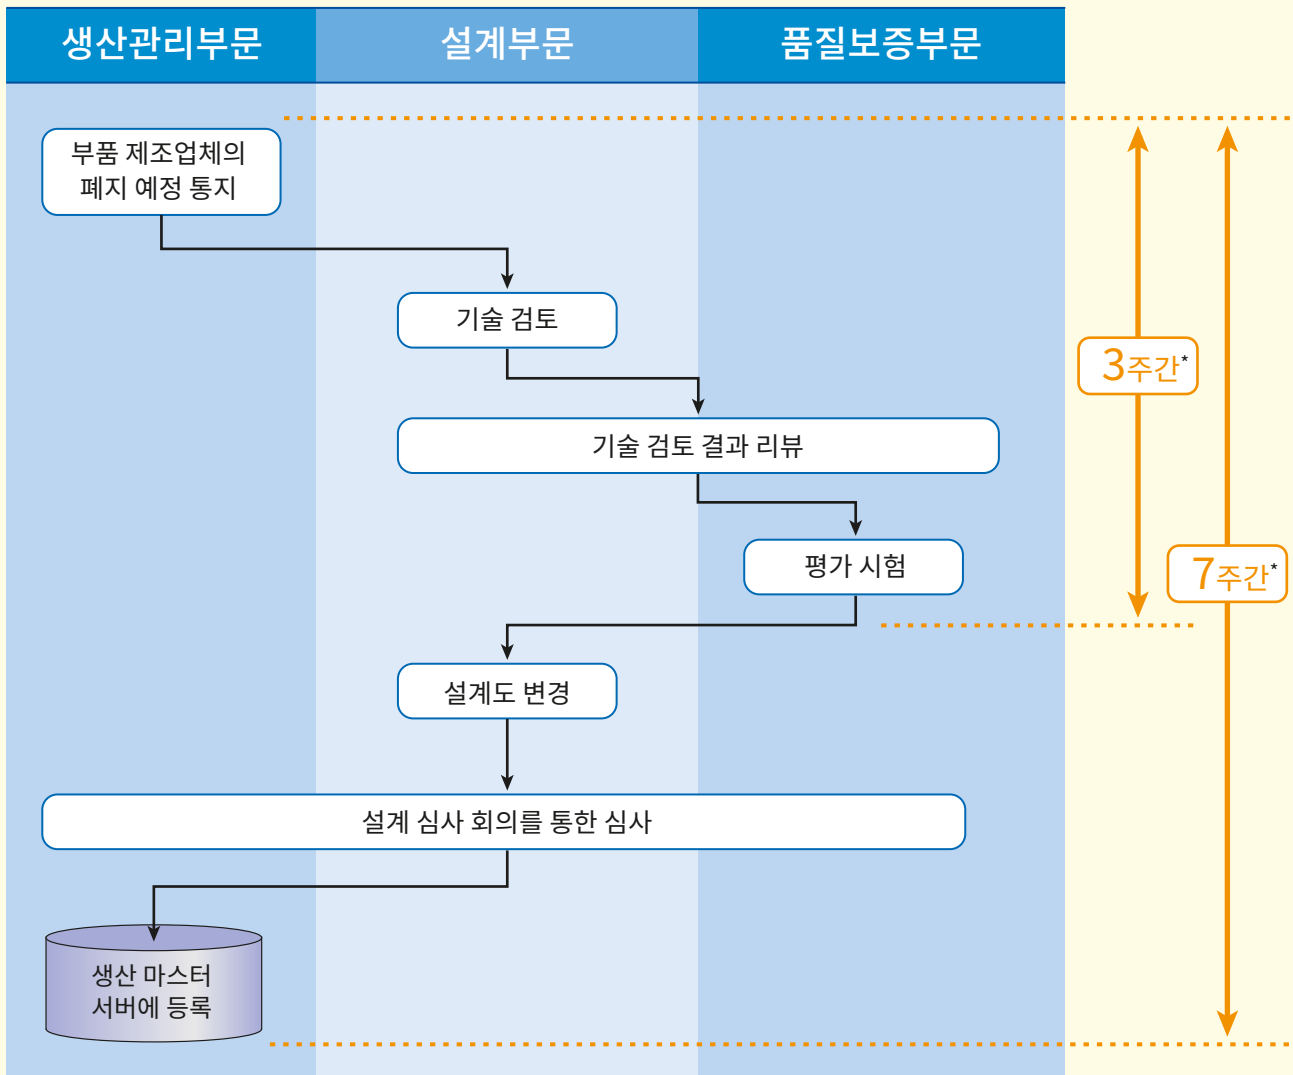 생산관리부문
설계부문
품질보증부문
부품 제조업체의
폐지 예정 통지
기술 검토
3주간*
기술 검토 결과 리뷰
평가 시험
7주간*
설계도 변경
설계 심사 회의를 통한 심사
생산 마스터
서버에 등록